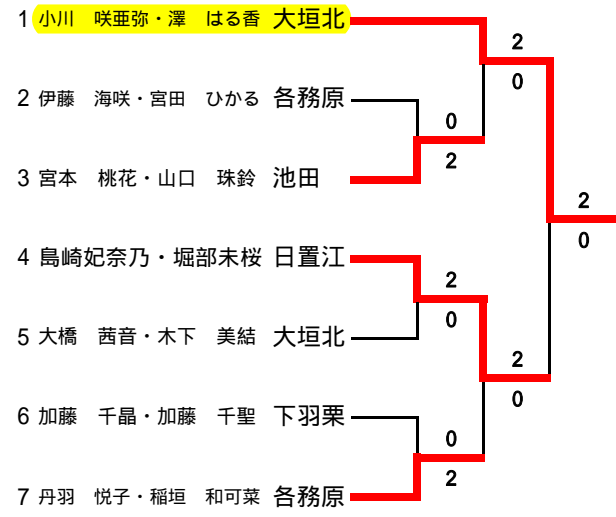 1 小川 咲亜弥・澤 はる香 大垣北
2
0
2 伊藤 海咲・宮田 ひかる 各務原
0
2
3 宮本 桃花・山口 珠鈴 池田
2
0
4 島崎妃奈乃・堀部未桜 日置江
2
0
5 大橋 茜音・木下 美結 大垣北
2
0
6 加藤 千晶・加藤 千聖 下羽栗
0
2
7 丹羽 悦子・稲垣 和可菜 各務原